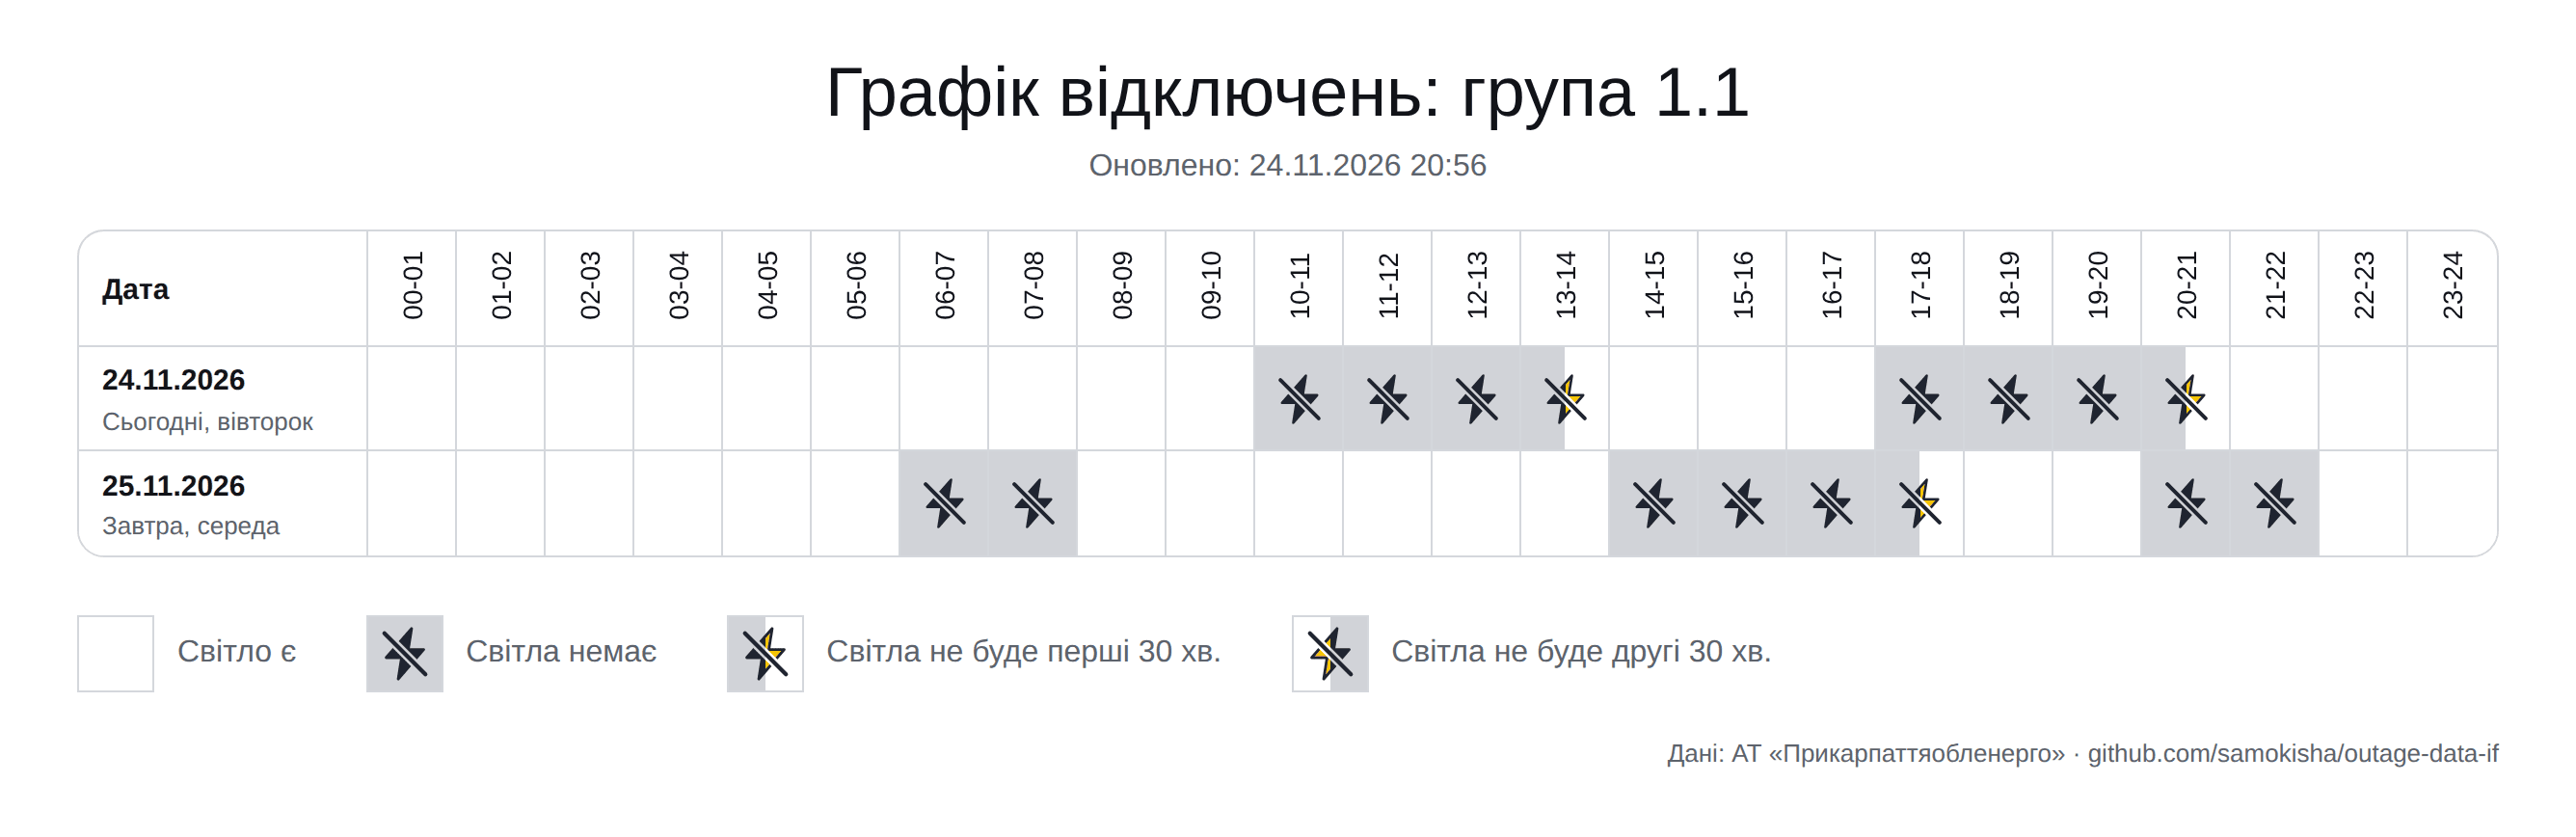 Графік відключень: група 1.1
Оновлено: 24.11.2026 20:56
Дата 00-01 01-02 02-03 03-04 04-05 05-06 06-07 07-08 08-09 09-10 10-11 11-12 12-13 13-14 14-15 15-16 16-17 17-18 18-19 19-20 20-21 21-22 22-23 23-24
24.11.2026
Сьогодні, вівторок
25.11.2026
Завтра, середа
Світло є Світла немає Світла не буде перші 30 хв. Світла не буде другі 30 хв.
Дані: АТ «Прикарпаттяобленерго» · github.com/samokisha/outage-data-if